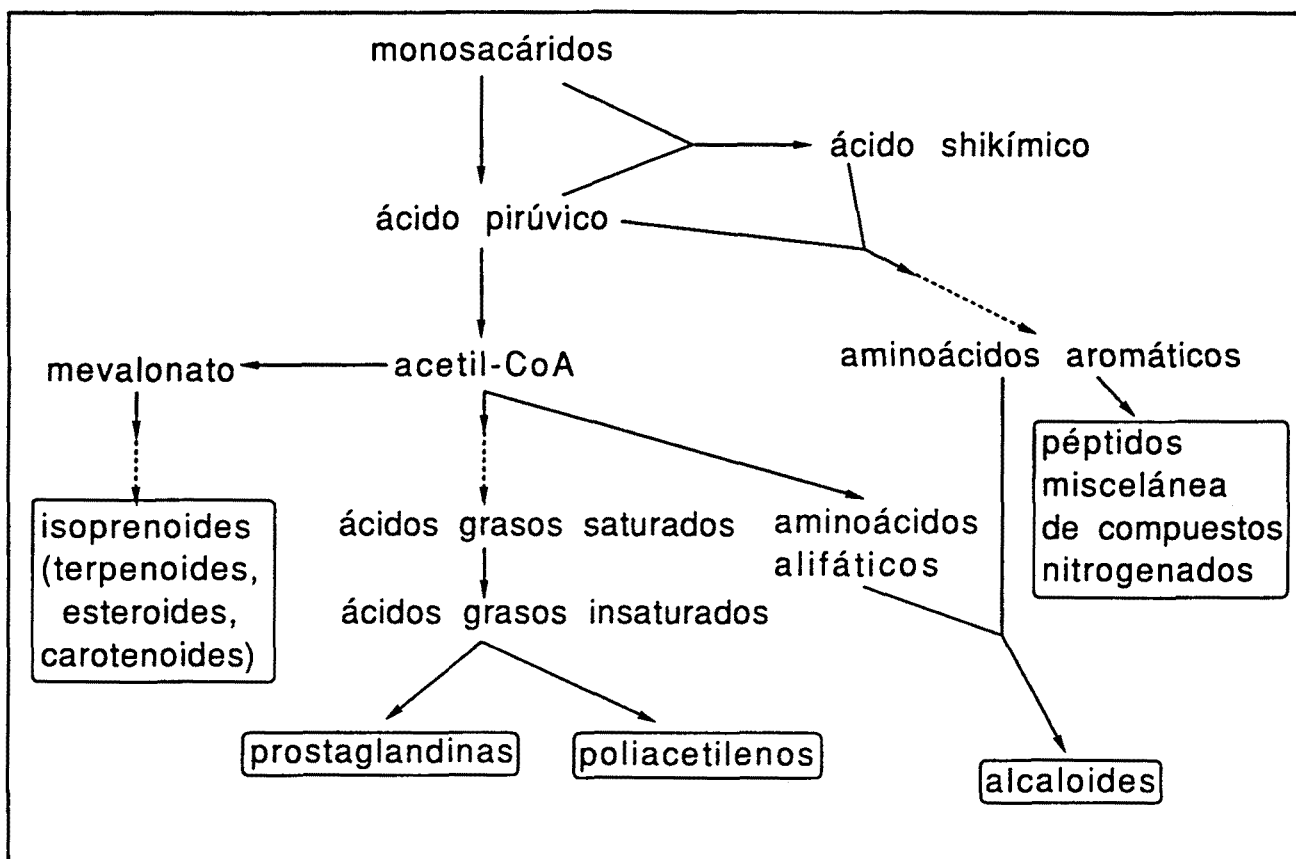 monosacáridos
ácido shikímico
ácido pirúvico
mevalonato
acetil-CoA
aminoácidos aromáticos
isoprenoides
(terpenoides,
esteroides,
carotenoides)
ácidos grasos saturados
ácidos grasos insaturados
aminoácidos
alifáticos
péptidos
miscelánea
de compuestos
nitrogenados
prostaglandinas
poliacetilenos
alcaloides